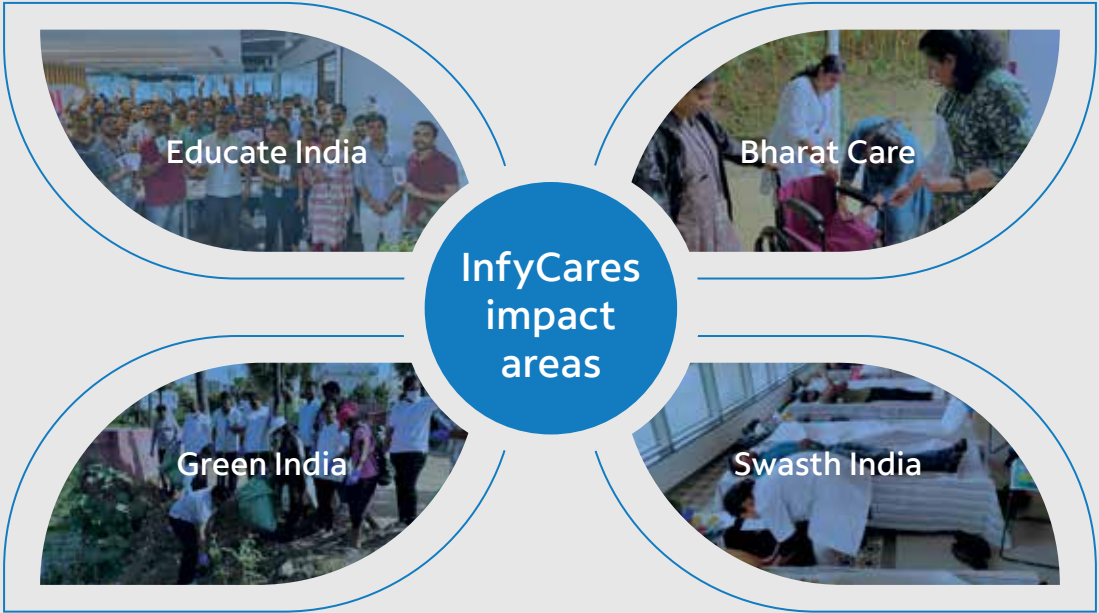 Educate India
Bharat Care
InfyCares
impact
areas
Green India
Swasth India